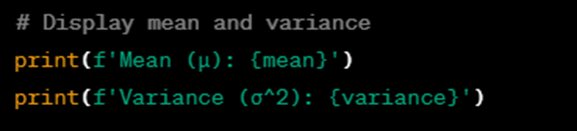 # Display mean and variance
print(f'Mean (μ): {mean}')
print(f'Variance (σ^2): {variance}')